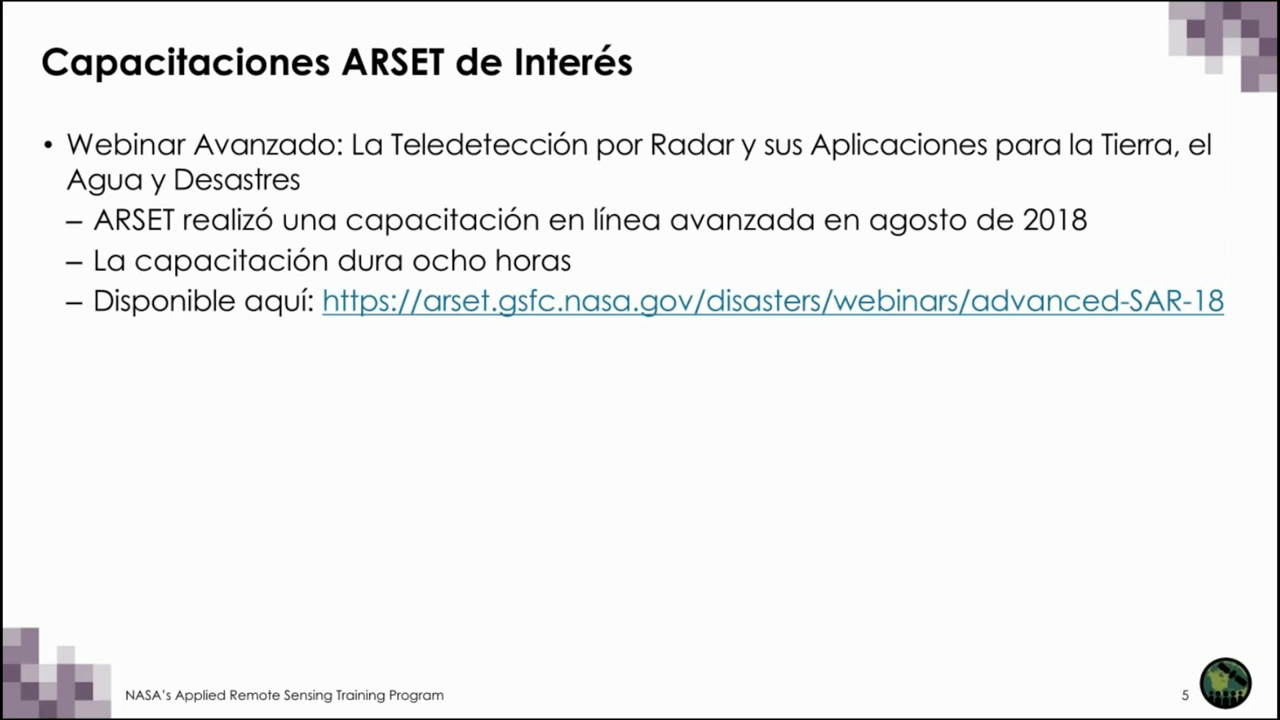 Capacitaciones ARSET de Interés
• Webinar Avanzado: La Teledetección por Radar y sus Aplicaciones para la Tierra, el
Agua y Desastres
– ARSET realizó una capacitación en línea avanzada en agosto de 2018
– La capacitación dura ocho horas
– Disponible aquí: https://arset.gsfc.nasa.gov/disasters/webinars/advanced-SAR-18
NASA's Applied Remote Sensing Training Program
5